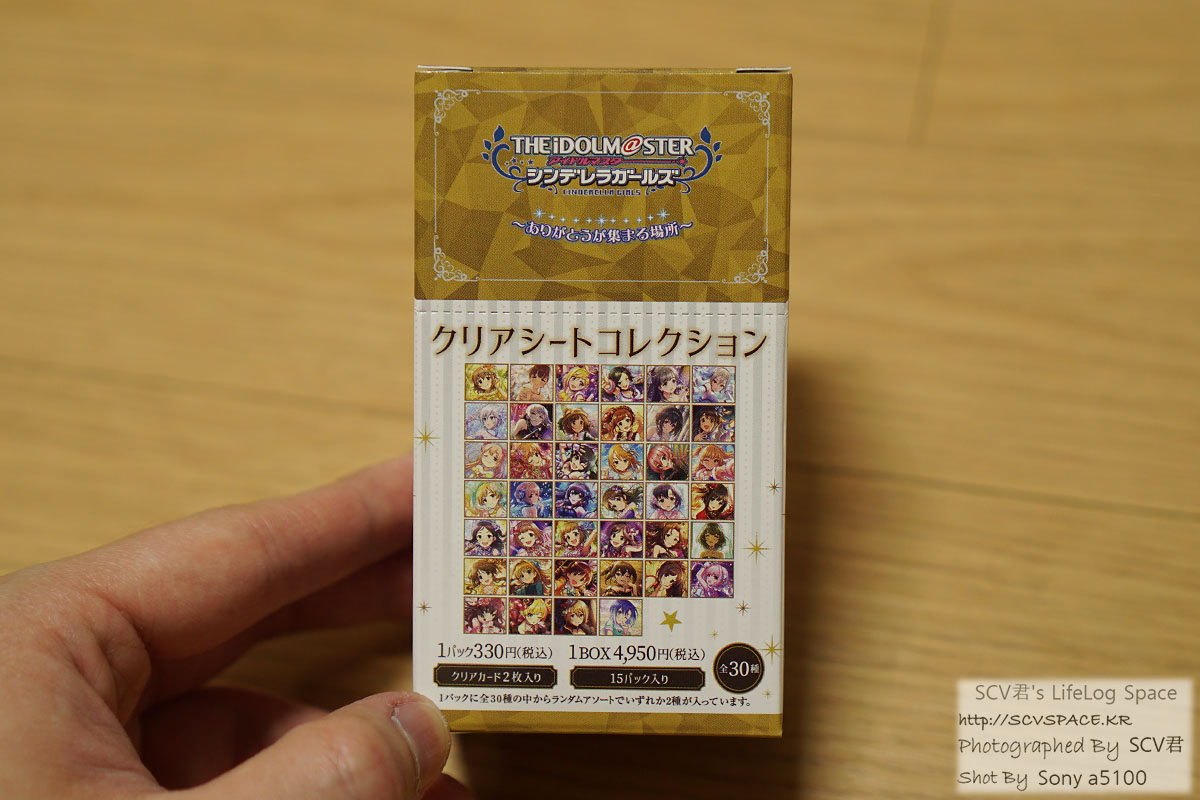 THE iDOLM@STER
アイドルマスター
シンデレラガールズ
CINDERELLA GIRLS
～ありがとうが集まる場所～
クリアシートコレクション
1パック330円(税込) 1BOX 4,950円(税込)
クリアカード2枚入り 15パック入り 全30種
1パックに全30種の中からランダムアソートでいずれか2種が入っています。
SCV君's LifeLog Space
http://SCVSPACE.KR
Photographed By SCV君
Shot By Sony a5100